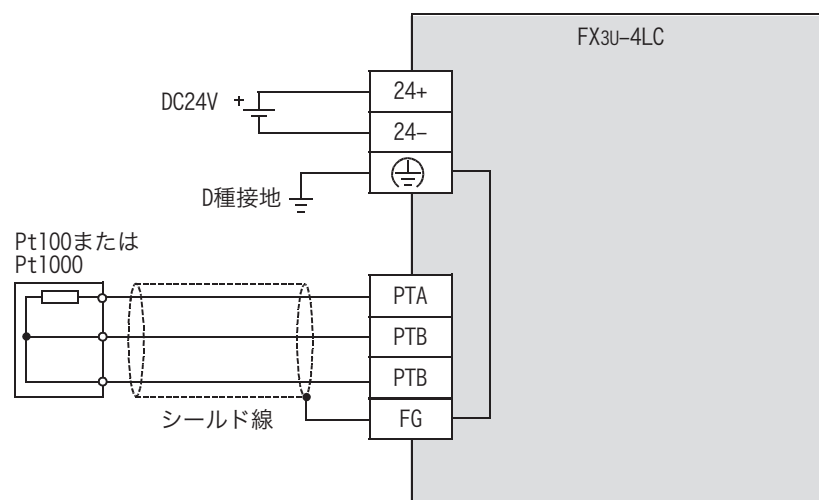 FX3U-4LC
DC24V
+
24+
24-
D種接地
Pt100または
Pt1000
PTA
PTB
PTB
シールド線
FG